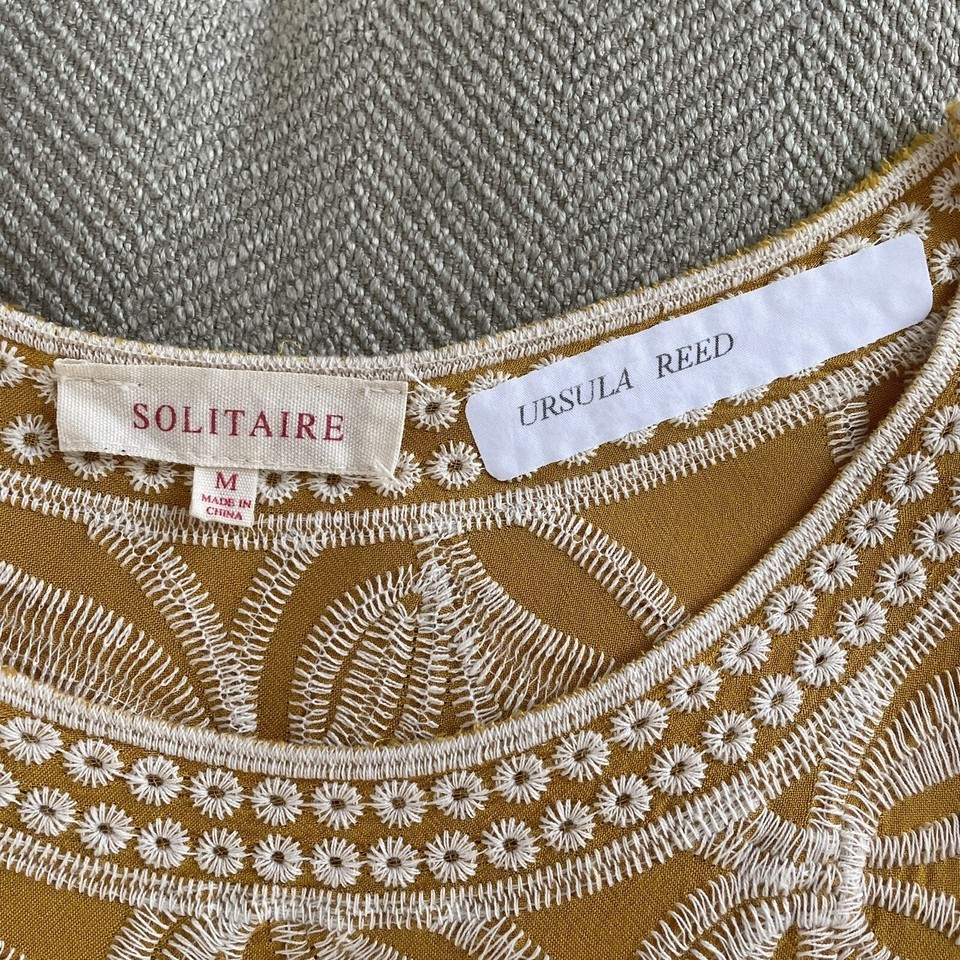 SOLITAIRE
M
MADE IN
CHINA
URSULA REED